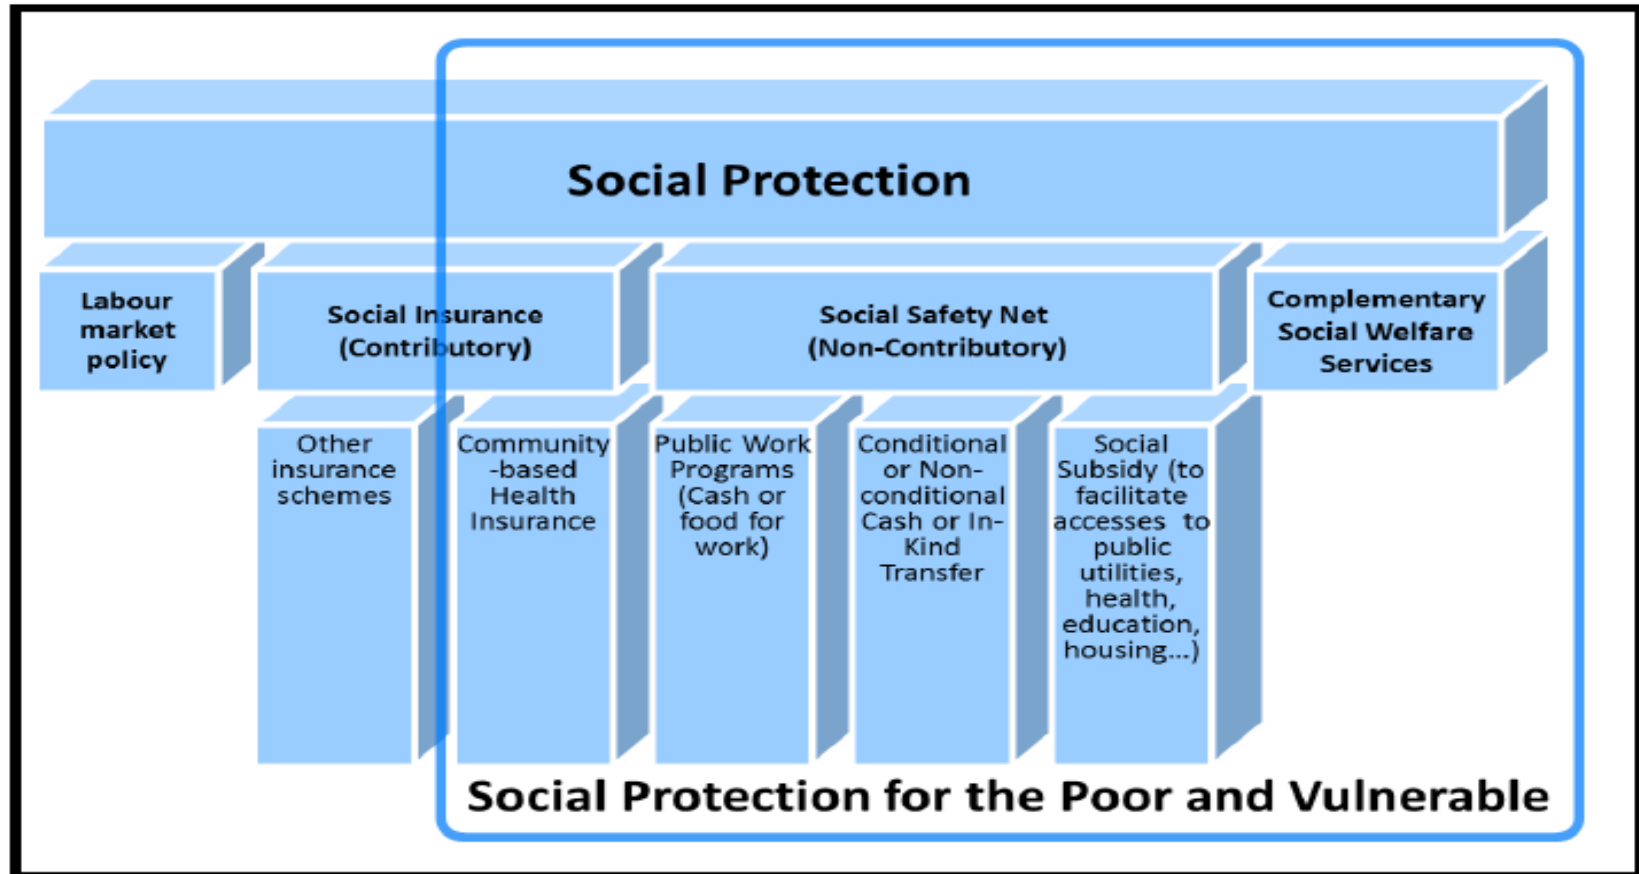 Social Protection
Labour
market
policy
Social Insurance
(Contributory)
Social Safety Net
(Non-Contributory)
Complementary
Social Welfare
Services
Other
insurance
schemes
Community
-based
Health
Insurance
Public Work
Programs
(Cash or
food for
work)
Conditional
or Non-
conditional
Cash or In-
Kind
Transfer
Social
Subsidy (to
facilitate
accesses to
public
utilities,
health,
education,
housing...)
Social Protection for the Poor and Vulnerable